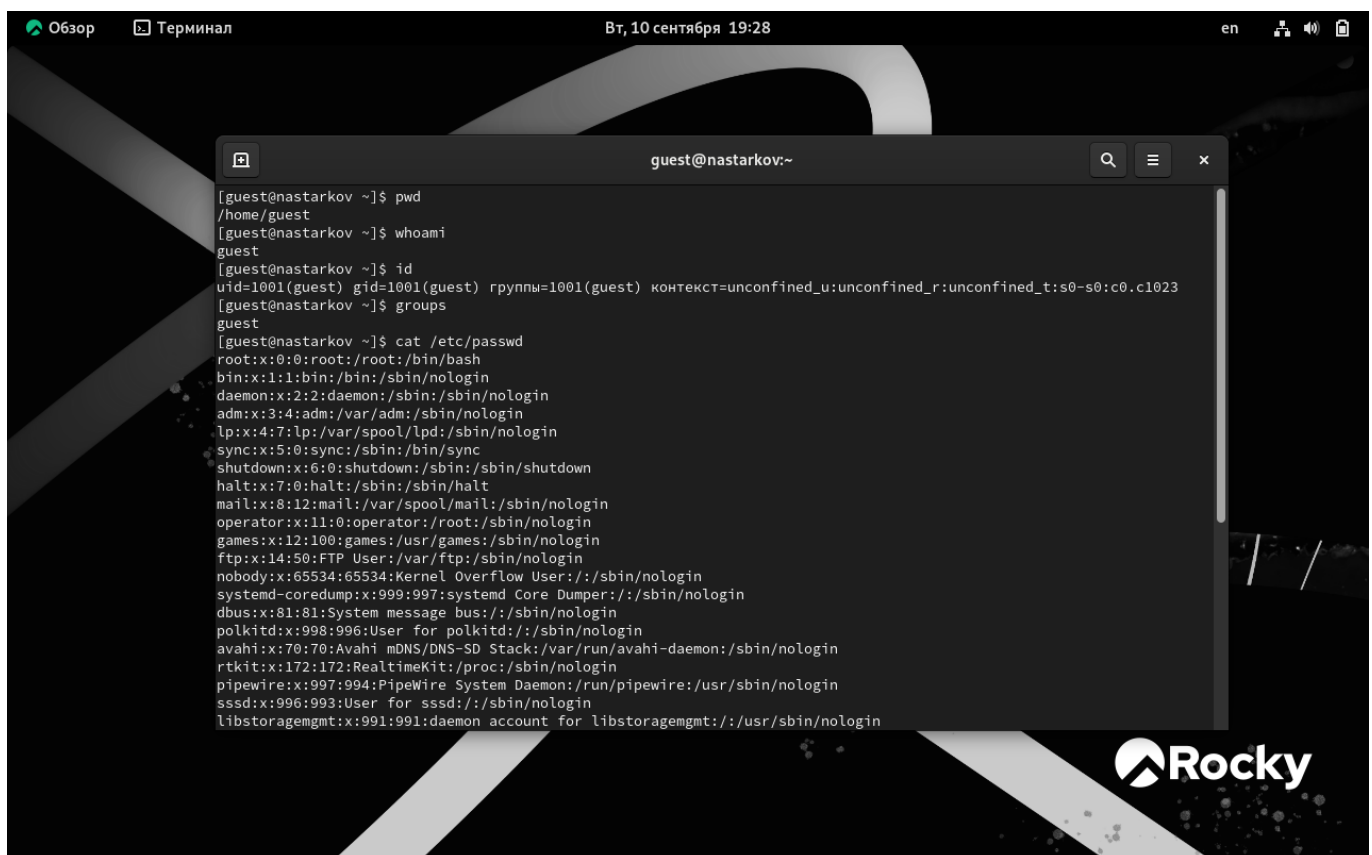 Обзор Терминал Вт, 10 сентября 19:28 en
guest@nastarkov:~
[guest@nastarkov ~]$ pwd
/home/guest
[guest@nastarkov ~]$ whoami
guest
[guest@nastarkov ~]$ id
uid=1001(guest) gid=1001(guest) группы=1001(guest) контекст=unconfined_u:unconfined_r:unconfined_t:s0-s0:c0.c1023
[guest@nastarkov ~]$ groups
guest
[guest@nastarkov ~]$ cat /etc/passwd
root:x:0:0:root:/root:/bin/bash
bin:x:1:1:bin:/bin:/sbin/nologin
daemon:x:2:2:daemon:/sbin:/sbin/nologin
adm:x:3:4:adm:/var/adm:/sbin/nologin
lp:x:4:7:lp:/var/spool/lpd:/sbin/nologin
sync:x:5:0:sync:/sbin:/bin/sync
shutdown:x:6:0:shutdown:/sbin:/sbin/shutdown
halt:x:7:0:halt:/sbin:/sbin/halt
mail:x:8:12:mail:/var/spool/mail:/sbin/nologin
operator:x:11:0:operator:/root:/sbin/nologin
games:x:12:100:games:/usr/games:/sbin/nologin
ftp:x:14:50:FTP User:/var/ftp:/sbin/nologin
nobody:x:65534:65534:Kernel Overflow User:/:/sbin/nologin
systemd-coredump:x:999:997:systemd Core Dumper:/:/sbin/nologin
dbus:x:81:81:System message bus:/:/sbin/nologin
polkitd:x:998:996:User for polkitd:/:/sbin/nologin
avahi:x:70:70:Avahi mDNS/DNS-SD Stack:/var/run/avahi-daemon:/sbin/nologin
rtkit:x:172:172:RealtimeKit:/proc:/sbin/nologin
pipewire:x:997:994:PipeWire System Daemon:/run/pipewire:/usr/sbin/nologin
sssd:x:996:993:User for sssd:/:/sbin/nologin
libstoragemgmt:x:991:991:daemon account for libstoragemgmt:/:/usr/sbin/nologin
Rocky